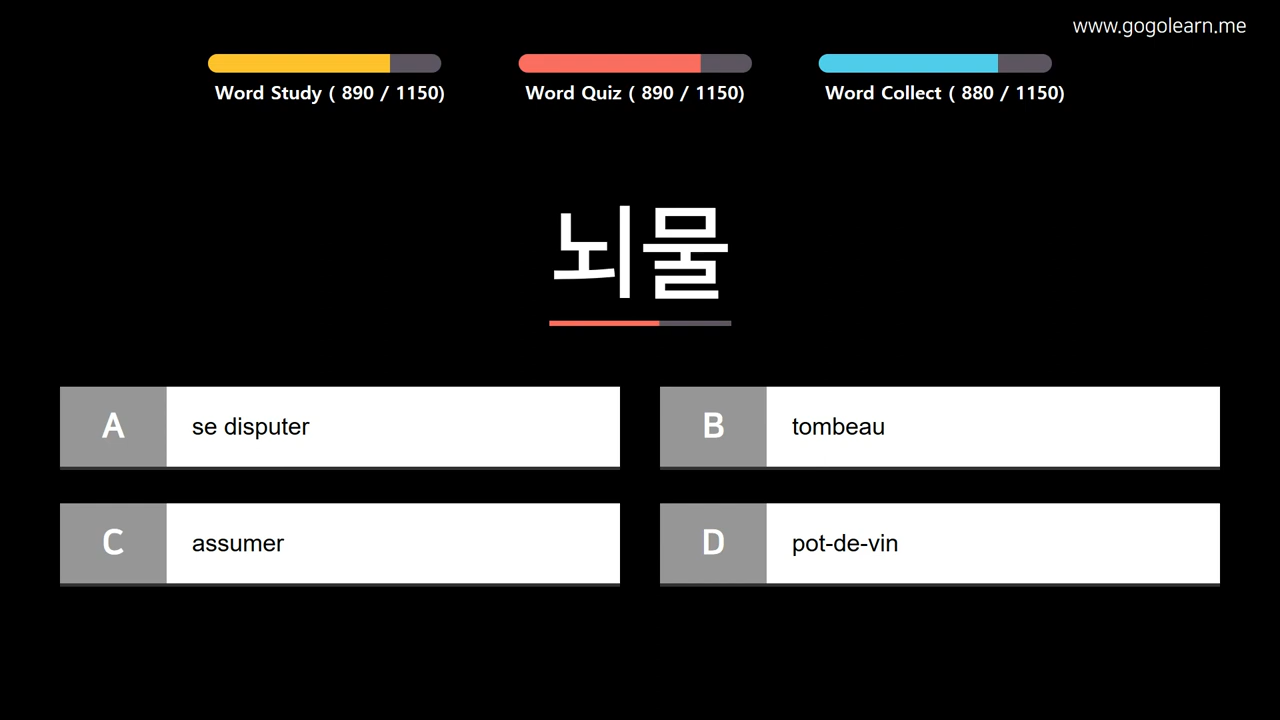 www.gogolearn.me
Word Study ( 890 / 1150)
Word Quiz ( 890 / 1150)
Word Collect ( 880 / 1150)
뇌물
A
se disputer
B
tombeau
C
assumer
D
pot-de-vin